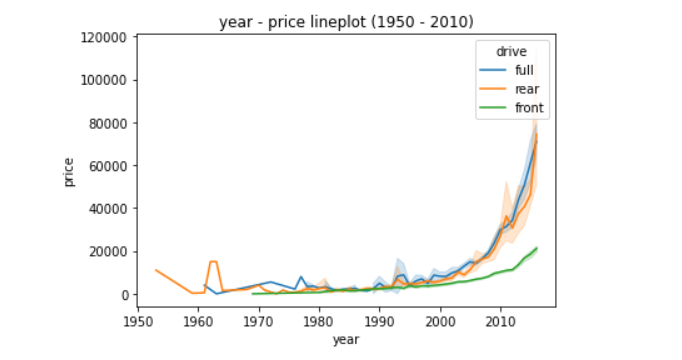 year - price lineplot (1950 - 2010)
120000
100000
80000
60000
40000
20000
0
price
drive
full
rear
front
1950 1960 1970 1980 1990 2000 2010
year